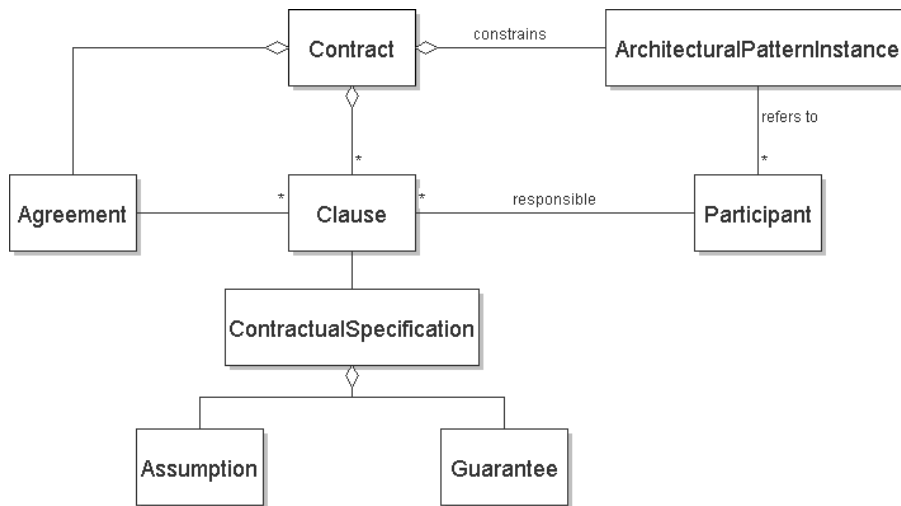 Contract
constrains
ArchitecturalPatternInstance
refers to
*
*
Agreement
*
Clause
*
responsible
Participant
ContractualSpecification
Assumption
Guarantee